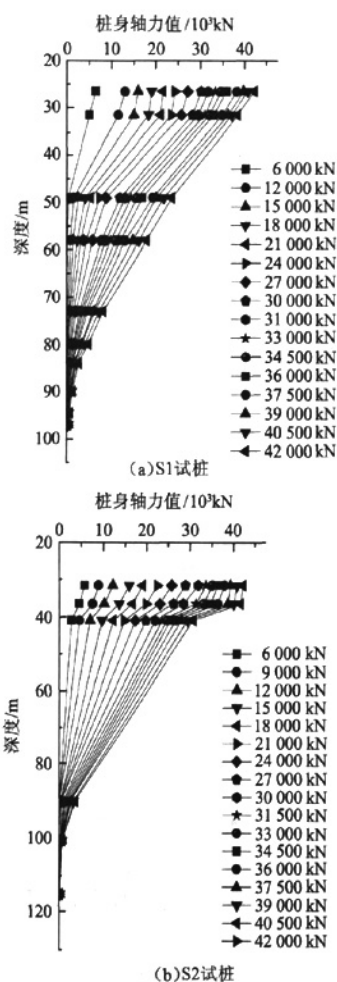 桩身轴力值/10³kN
0 10 20 30 40
20
30
40
50
60
70
80
90
100
深度/m
6 000 kN
12 000 kN
15 000 kN
18 000 kN
21 000 kN
24 000 kN
27 000 kN
30 000 kN
31 000 kN
33 000 kN
34 500 kN
36 000 kN
37 500 kN
39 000 kN
40 500 kN
42 000 kN
(a)S1试桩
桩身轴力值/10³kN
0 10 20 30 40
20
40
60
80
100
120
深度/m
6 000 kN
9 000 kN
12 000 kN
15 000 kN
18 000 kN
21 000 kN
24 000 kN
27 000 kN
30 000 kN
31 500 kN
33 000 kN
34 500 kN
36 000 kN
37 500 kN
39 000 kN
40 500 kN
42 000 kN
(b)S2试桩